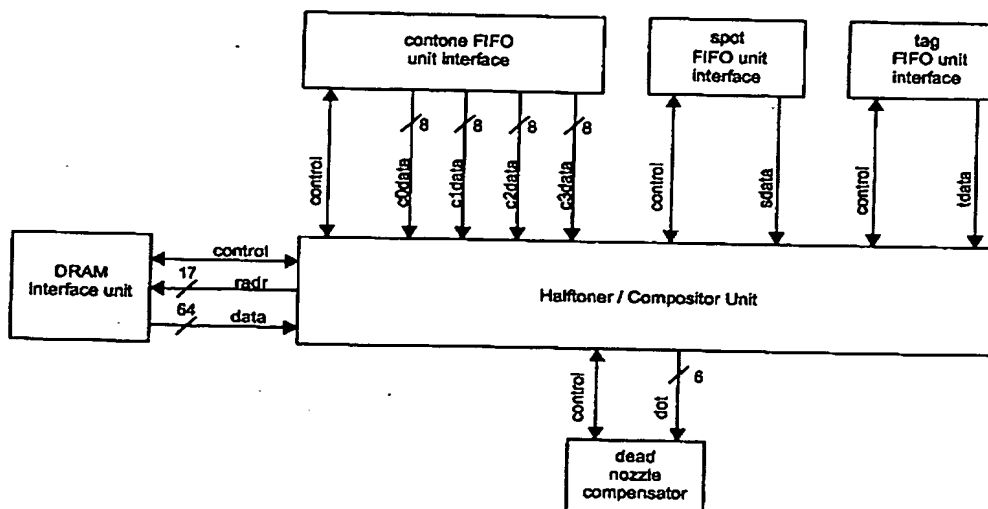 contone FIFO
unit interface
spot
FIFO unit
interface
tag
FIFO unit
interface
8
8
8
8
control
c0data
c1data
c2data
c3data
control
sdata
control
tdata
DRAM
Interface unit
control
17
radr
64
data
Halftoner / Compositor Unit
control
dot
6
dead
nozzle
compensator